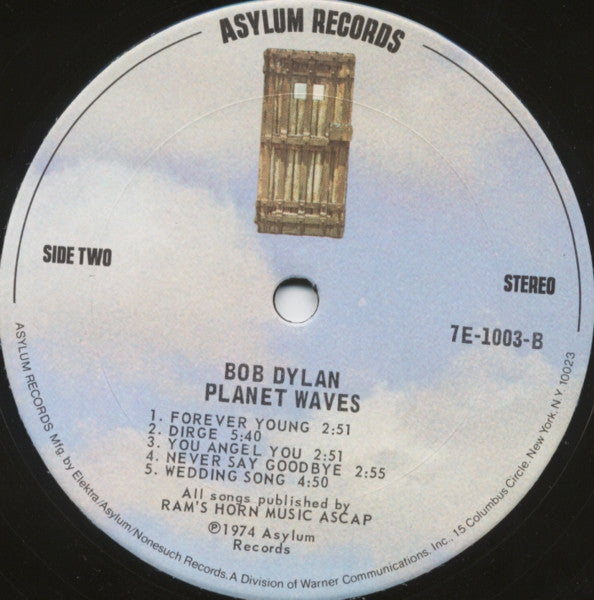 ASYLUM RECORDS
SIDE TWO
STEREO
7E-1003-B
BOB DYLAN
PLANET WAVES
1. FOREVER YOUNG 2:51
2. DIRGE 5:40
3. YOU ANGEL YOU 2:51
4. NEVER SAY GOODBYE 2:55
5. WEDDING SONG 4:50
All songs published by
RAM'S HORN MUSIC ASCAP
℗1974 Asylum
Records
ASYLUM RECORDS Mfg. by Elektra/Asylum/Nonesuch Records. A Division of Warner Communications, Inc., 15 Columbus Circle, New York, N.Y. 10023